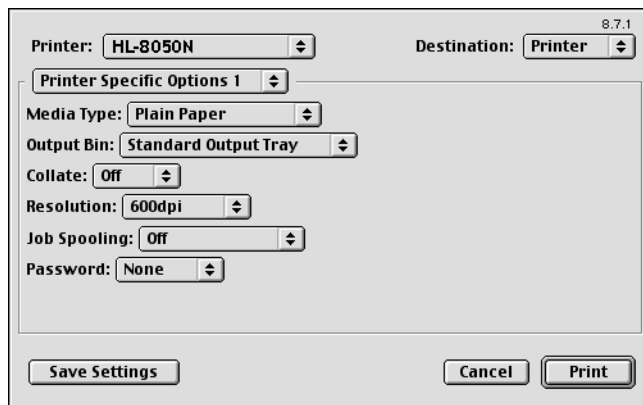 8.7.1
Printer: HL-8050N Destination: Printer
Printer Specific Options 1
Media Type: Plain Paper
Output Bin: Standard Output Tray
Collate: Off
Resolution: 600dpi
Job Spooling: Off
Password: None
Save Settings Cancel Print